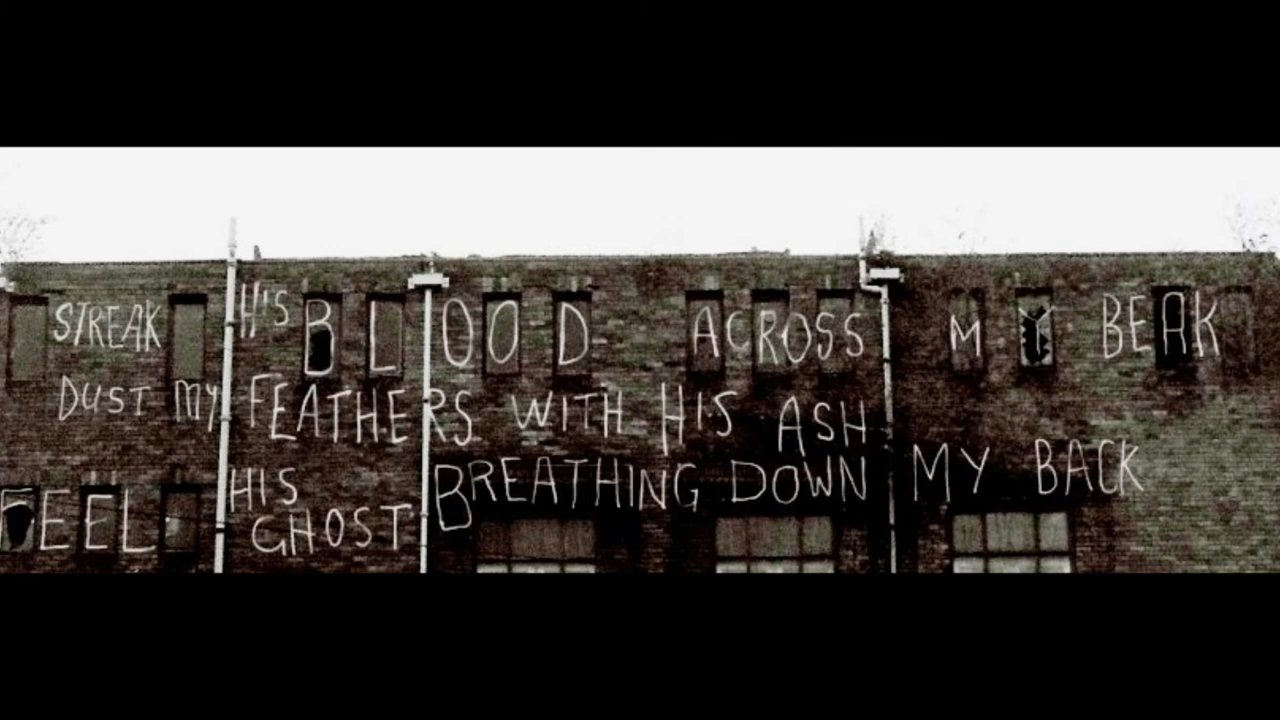 STREAK HIS BLOOD ACROSS MY BEAK
DUST MY FEATHERS WITH HIS ASH
FEEL HIS GHOST BREATHING DOWN MY BACK